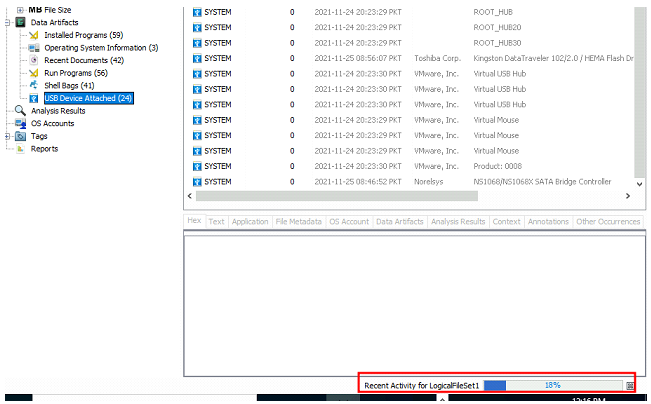 MB File Size
Data Artifacts
Installed Programs (59)
Operating System Information (3)
Recent Documents (42)
Run Programs (56)
Shell Bags (41)
USB Device Attached (24)
Analysis Results
OS Accounts
Tags
Reports
SYSTEM 0 2021-11-24 20:23:29 PKT ROOT_HUB
SYSTEM 0 2021-11-24 20:23:29 PKT ROOT_HUB20
SYSTEM 0 2021-11-24 20:23:29 PKT ROOT_HUB30
SYSTEM 0 2021-11-25 08:56:07 PKT Toshiba Corp. Kingston DataTraveler 102/2.0 / HEMA Flash Dr
SYSTEM 0 2021-11-24 20:23:30 PKT VMware, Inc. Virtual USB Hub
SYSTEM 0 2021-11-24 20:23:29 PKT VMware, Inc. Virtual USB Hub
SYSTEM 0 2021-11-24 20:23:30 PKT VMware, Inc. Virtual USB Hub
SYSTEM 0 2021-11-24 20:23:29 PKT VMware, Inc. Virtual Mouse
SYSTEM 0 2021-11-24 20:23:29 PKT VMware, Inc. Virtual Mouse
SYSTEM 0 2021-11-24 20:23:29 PKT VMware, Inc. Virtual Mouse
SYSTEM 0 2021-11-24 20:23:30 PKT VMware, Inc. Product: 0008
SYSTEM 0 2021-11-25 08:46:52 PKT Norelsys NS1068/NS1068X SATA Bridge Controller
Hex Text Application File Metadata OS Account Data Artifacts Analysis Results Context Annotations Other Occurrences
Recent Activity for LogicalFileSet1 18%
12:16 PM